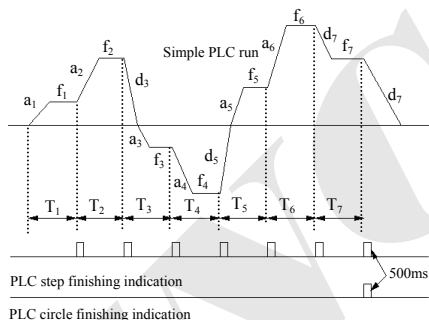 f₆
f₂ Simple PLC run d₇
a₆ f₇
a₂ f₅
d₃ d₇
a₁ f₁ a₅
a₃ f₃ d₅
a₄ f₄
T₁ T₂ T₃ T₄ T₅ T₆ T₇
500ms
PLC step finishing indication
PLC circle finishing indication